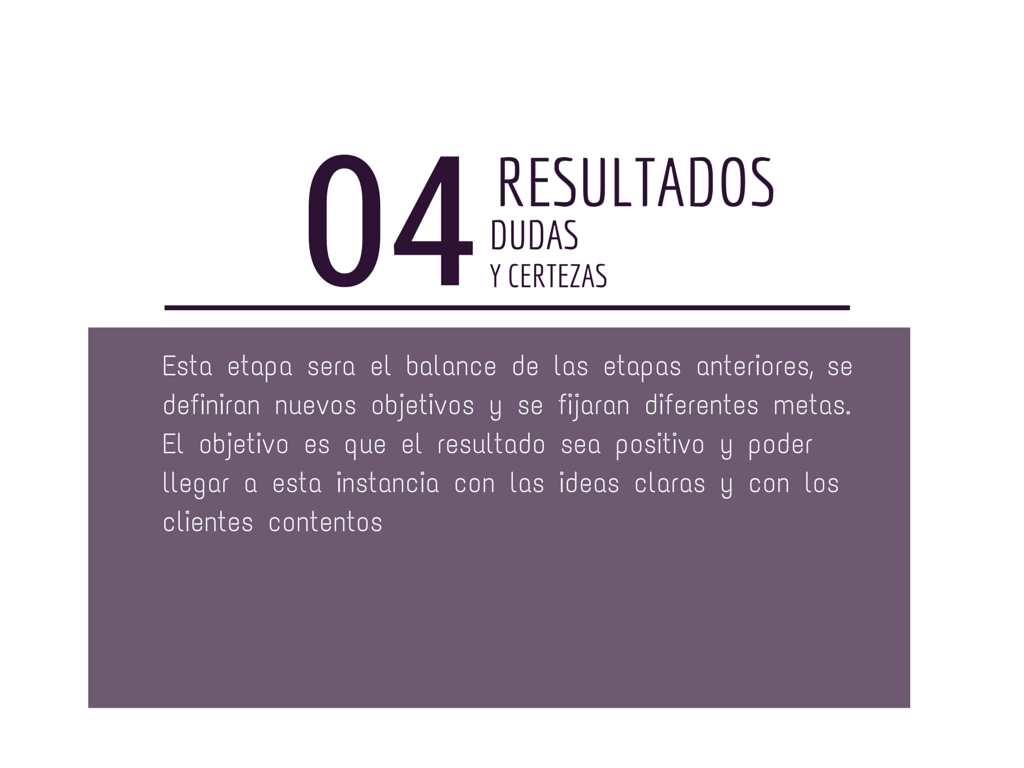 04 RESULTADOS
DUDAS
Y CERTEZAS
Esta etapa sera el balance de las etapas anteriores, se
definiran nuevos objetivos y se fijaran diferentes metas.
El objetivo es que el resultado sea positivo y poder
llegar a esta instancia con las ideas claras y con los
clientes contentos